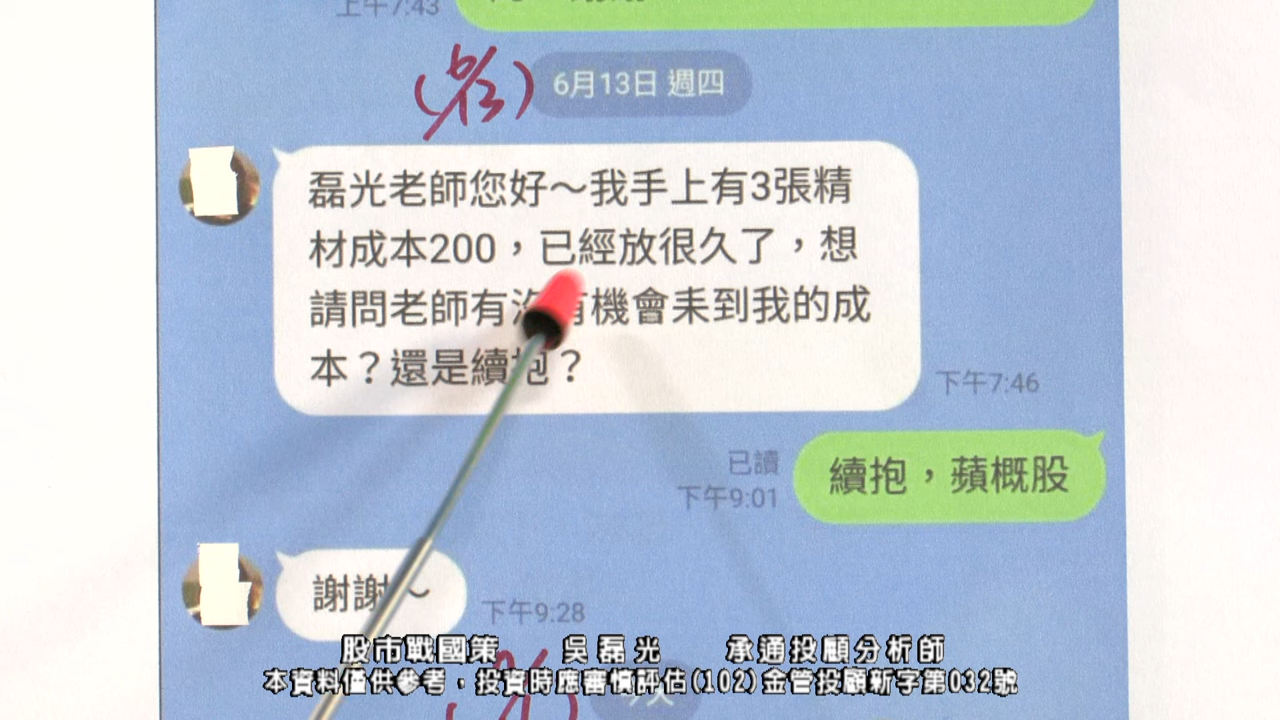 上午7:43
(6/13)
6月13日 週四
磊光老師您好～我手上有3張精
材成本200，已經放很久了，想
請問老師有沒有機會耒到我的成
本？還是續抱？
下午7:46
已讀
下午9:01
續抱，蘋概股
謝謝～
下午9:28
股市戰國策 吳磊光 承通投顧分析師
本資料僅供參考，投資時應審慎評估(102)金管投顧新字第032號